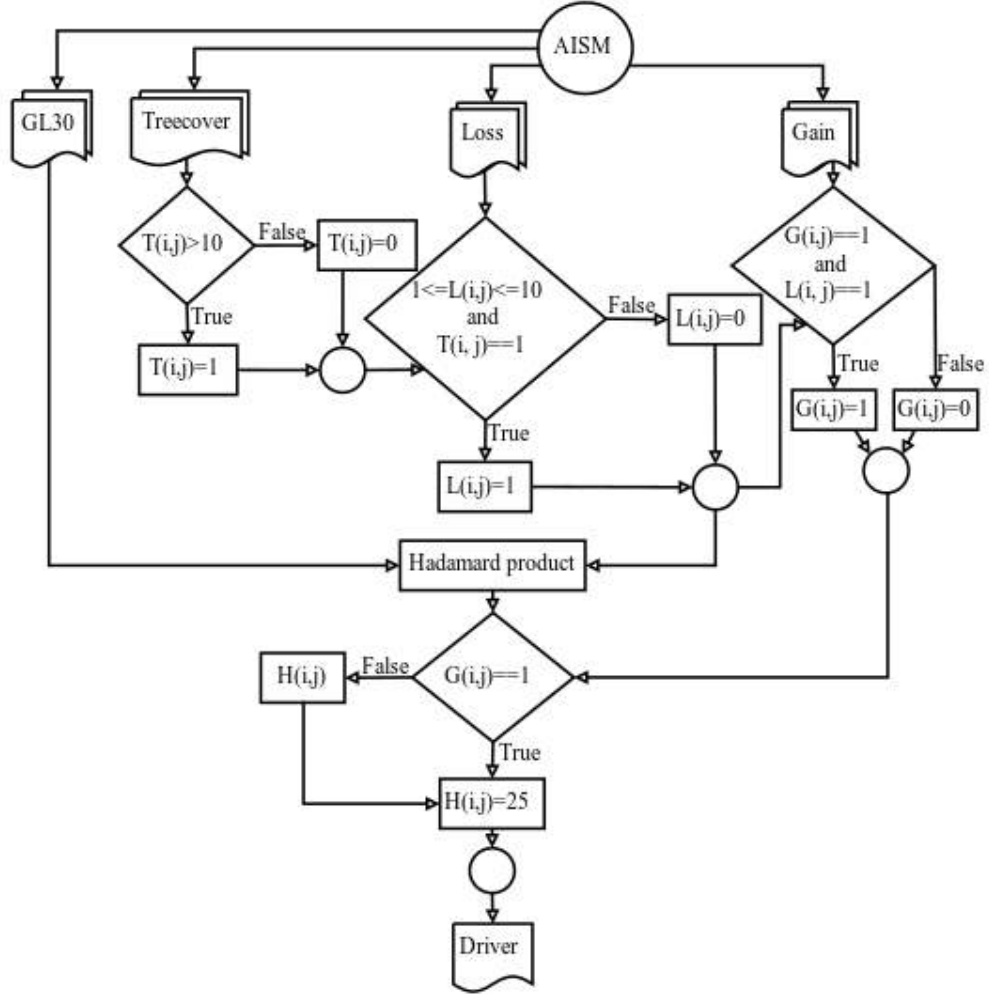 AISM
GL30
Treecover
Loss
Gain
T(i,j)>10
False
T(i,j)=0
True
T(i,j)=1
1<=L(i,j)<=10
and
T(i, j)==1
False
L(i,j)=0
True
L(i,j)=1
G(i,j)==1
and
L(i, j)==1
True
False
G(i,j)=1
G(i,j)=0
Hadamard product
G(i,j)==1
False
H(i,j)
True
H(i,j)=25
Driver